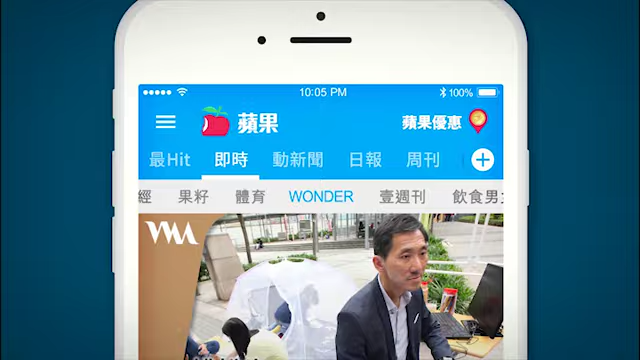 10:05 PM
100%
蘋果
蘋果優惠
最Hit 即時 動新聞 日報 周刊
經 果籽 體育 WONDER 壹週刊 飲食男